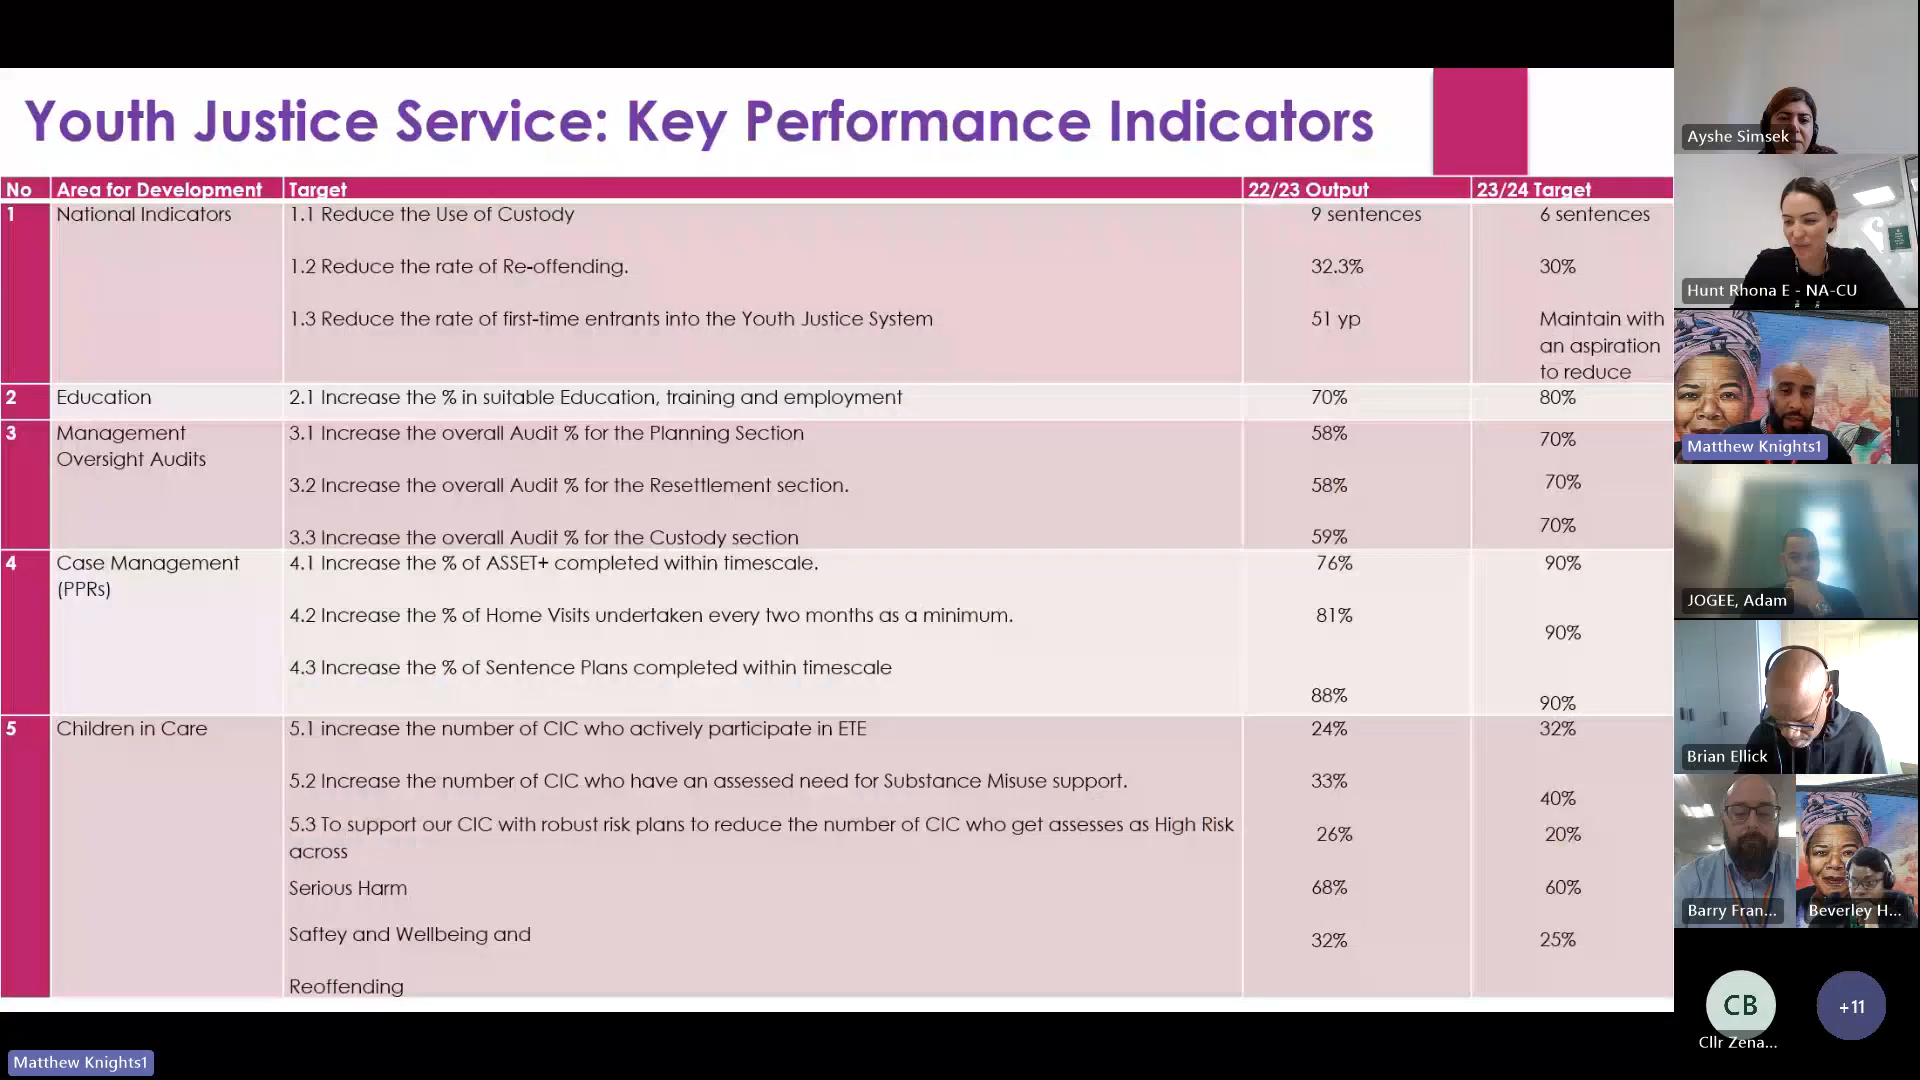 Youth Justice Service: Key Performance Indicators
No Area for Development Target 22/23 Output 23/24 Target
1 National Indicators 1.1 Reduce the Use of Custody 9 sentences 6 sentences
1.2 Reduce the rate of Re-offending. 32.3% 30%
1.3 Reduce the rate of first-time entrants into the Youth Justice System 51 yp Maintain with
an aspiration
to reduce
2 Education 2.1 Increase the % in suitable Education, training and employment 70% 80%
3 Management 3.1 Increase the overall Audit % for the Planning Section 58% 70%
Oversight Audits
3.2 Increase the overall Audit % for the Resettlement section. 58% 70%
3.3 Increase the overall Audit % for the Custody section 59% 70%
4 Case Management 4.1 Increase the % of ASSET+ completed within timescale. 76% 90%
(PPRs)
4.2 Increase the % of Home Visits undertaken every two months as a minimum. 81% 90%
4.3 Increase the % of Sentence Plans completed within timescale 88% 90%
5 Children in Care 5.1 increase the number of CIC who actively participate in ETE 24% 32%
5.2 Increase the number of CIC who have an assessed need for Substance Misuse support. 33% 40%
5.3 To support our CIC with robust risk plans to reduce the number of CIC who get assesses as High Risk 26% 20%
across
Serious Harm 68% 60%
Saftey and Wellbeing and 32% 25%
Reoffending
Ayshe Simsek
Hunt Rhona E - NA-CU
Matthew Knights1
JOGEE, Adam
Brian Ellick
Barry Fran...
Beverley H...
CB
+11
Cllr Zena...
Matthew Knights1